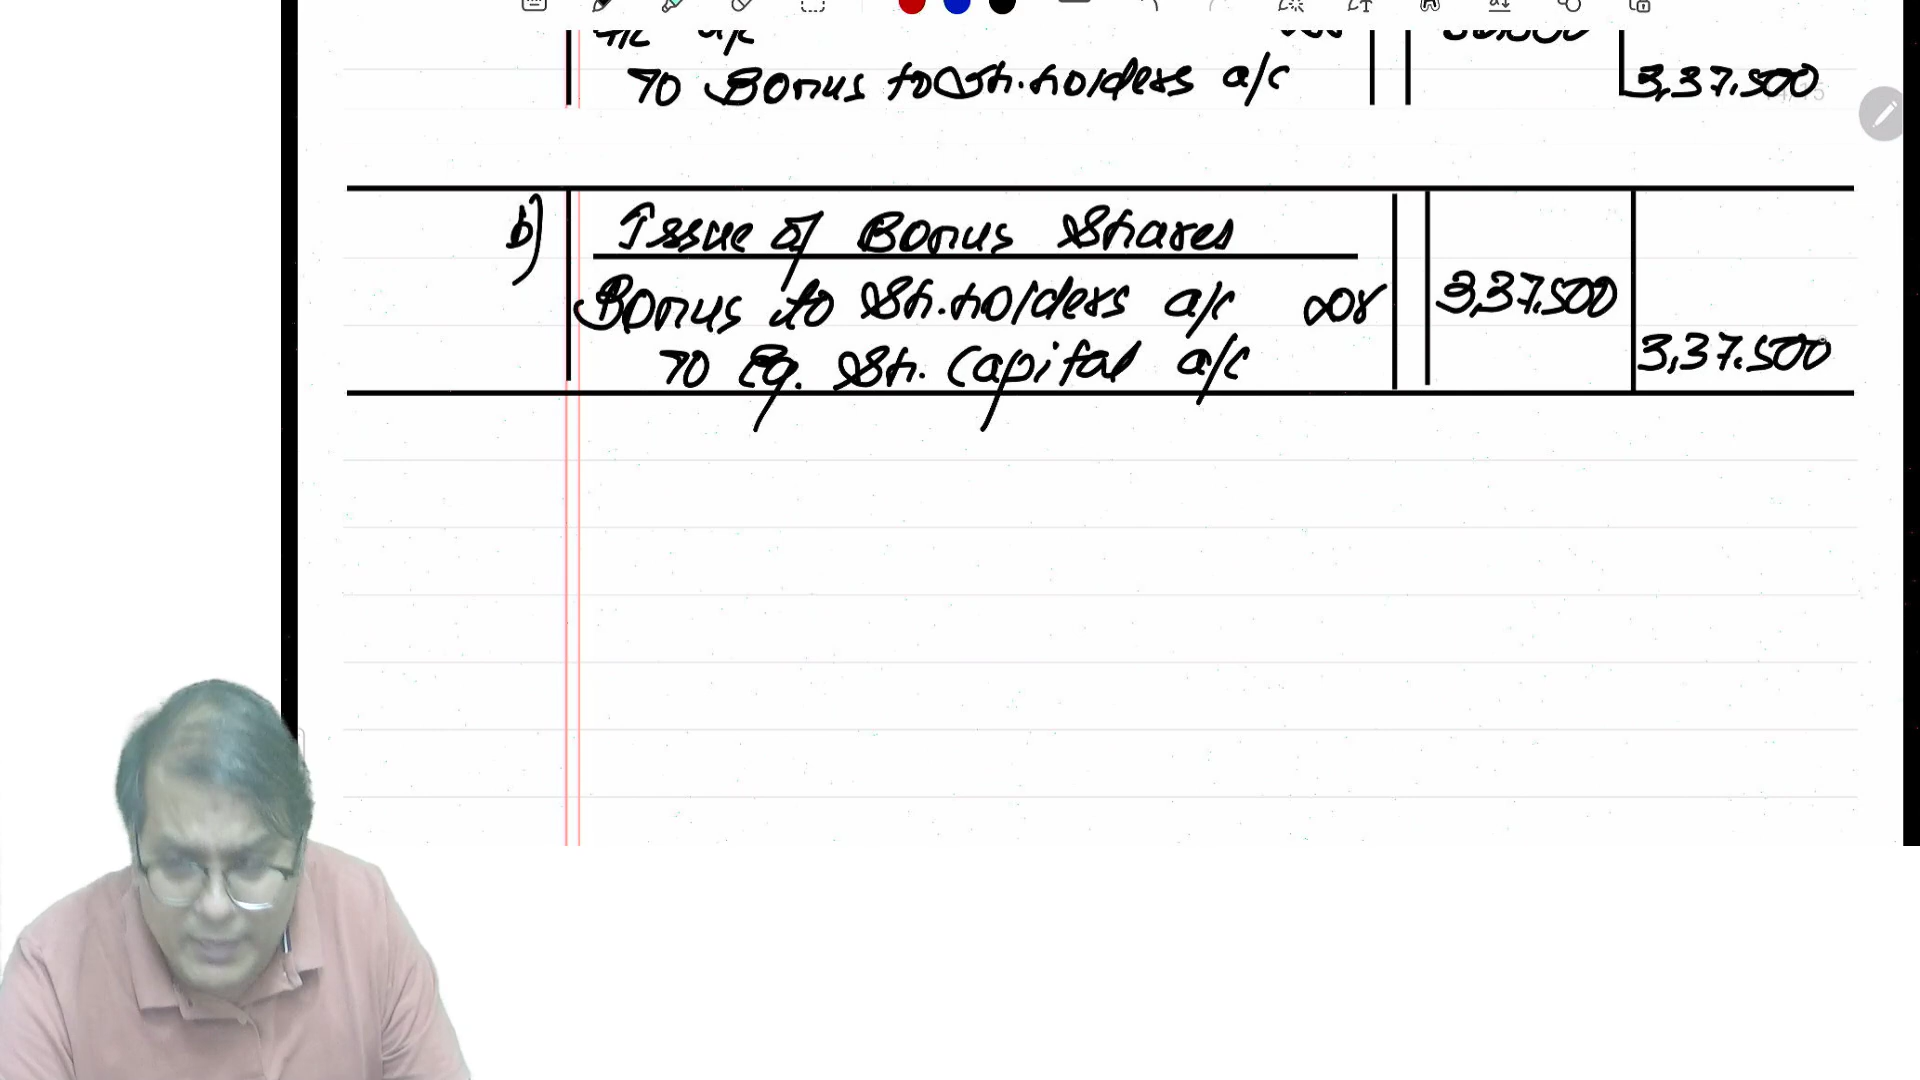 To Bonus to Sh.holders a/c 3,37,500
b) Issue of Bonus Shares
Bonus to Sh.holders a/c Dr 3,37,500
To Eq. Sh. Capital a/c 3,37,500